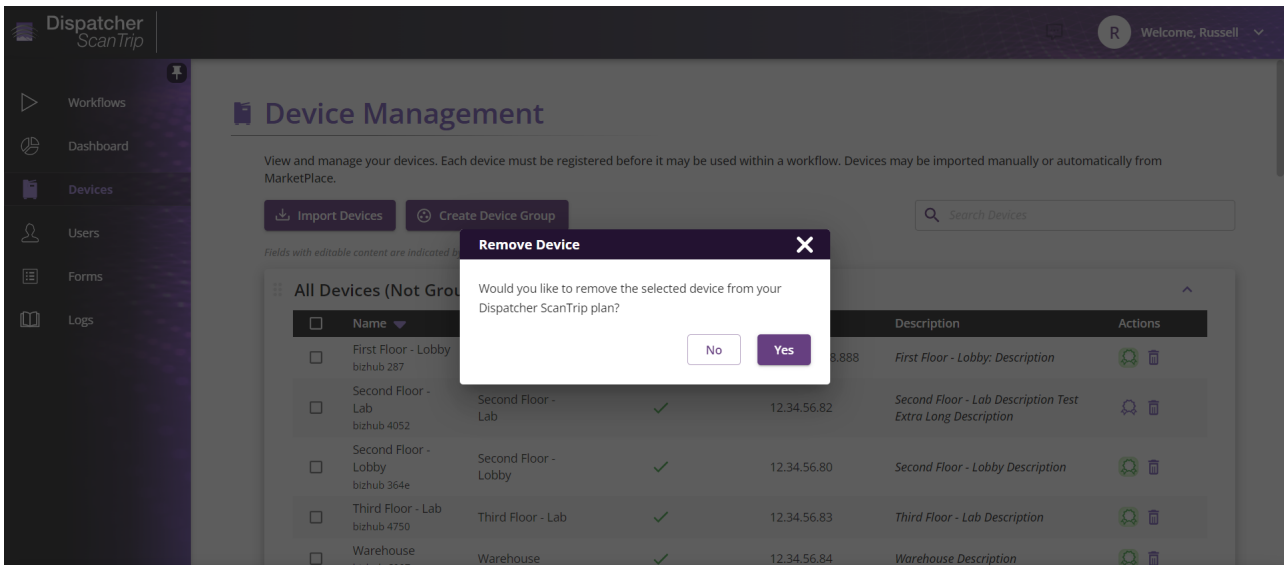 Dispatcher
ScanTrip
R Welcome, Russell
Workflows
Dashboard
Devices
Users
Forms
Logs
Device Management
View and manage your devices. Each device must be registered before it may be used within a workflow. Devices may be imported manually or automatically from
MarketPlace.
Import Devices
Create Device Group
Search Devices
Fields with editable content are indicated by
Remove Device
Would you like to remove the selected device from your
Dispatcher ScanTrip plan?
No
Yes
All Devices (Not Grou
Name
Description
Actions
First Floor - Lobby
bizhub 287
8.888
First Floor - Lobby: Description
Second Floor -
Lab
bizhub 4052
Second Floor -
Lab
12.34.56.82
Second Floor - Lab Description Test
Extra Long Description
Second Floor -
Lobby
bizhub 364e
Second Floor -
Lobby
12.34.56.80
Second Floor - Lobby Description
Third Floor - Lab
bizhub 4750
Third Floor - Lab
12.34.56.83
Third Floor - Lab Description
Warehouse
Warehouse
12.34.56.84
Warehouse Description